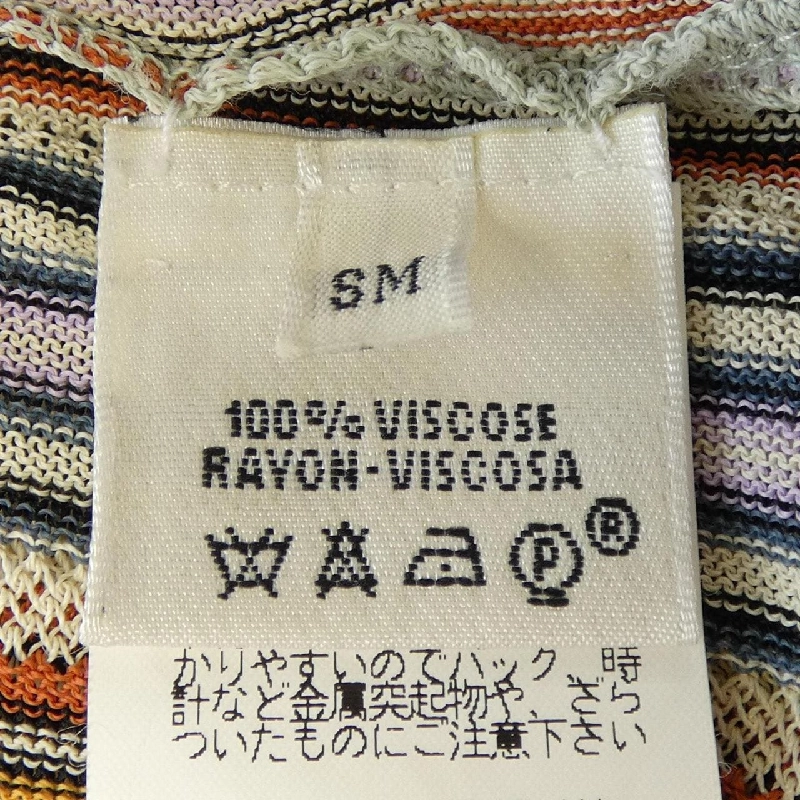 SM
100% VISCOSE
RAYON-VISCOSA
P ®
かりやすいのでバック、時
計など金属突起物や、ざら
ついたものにご注意下さい